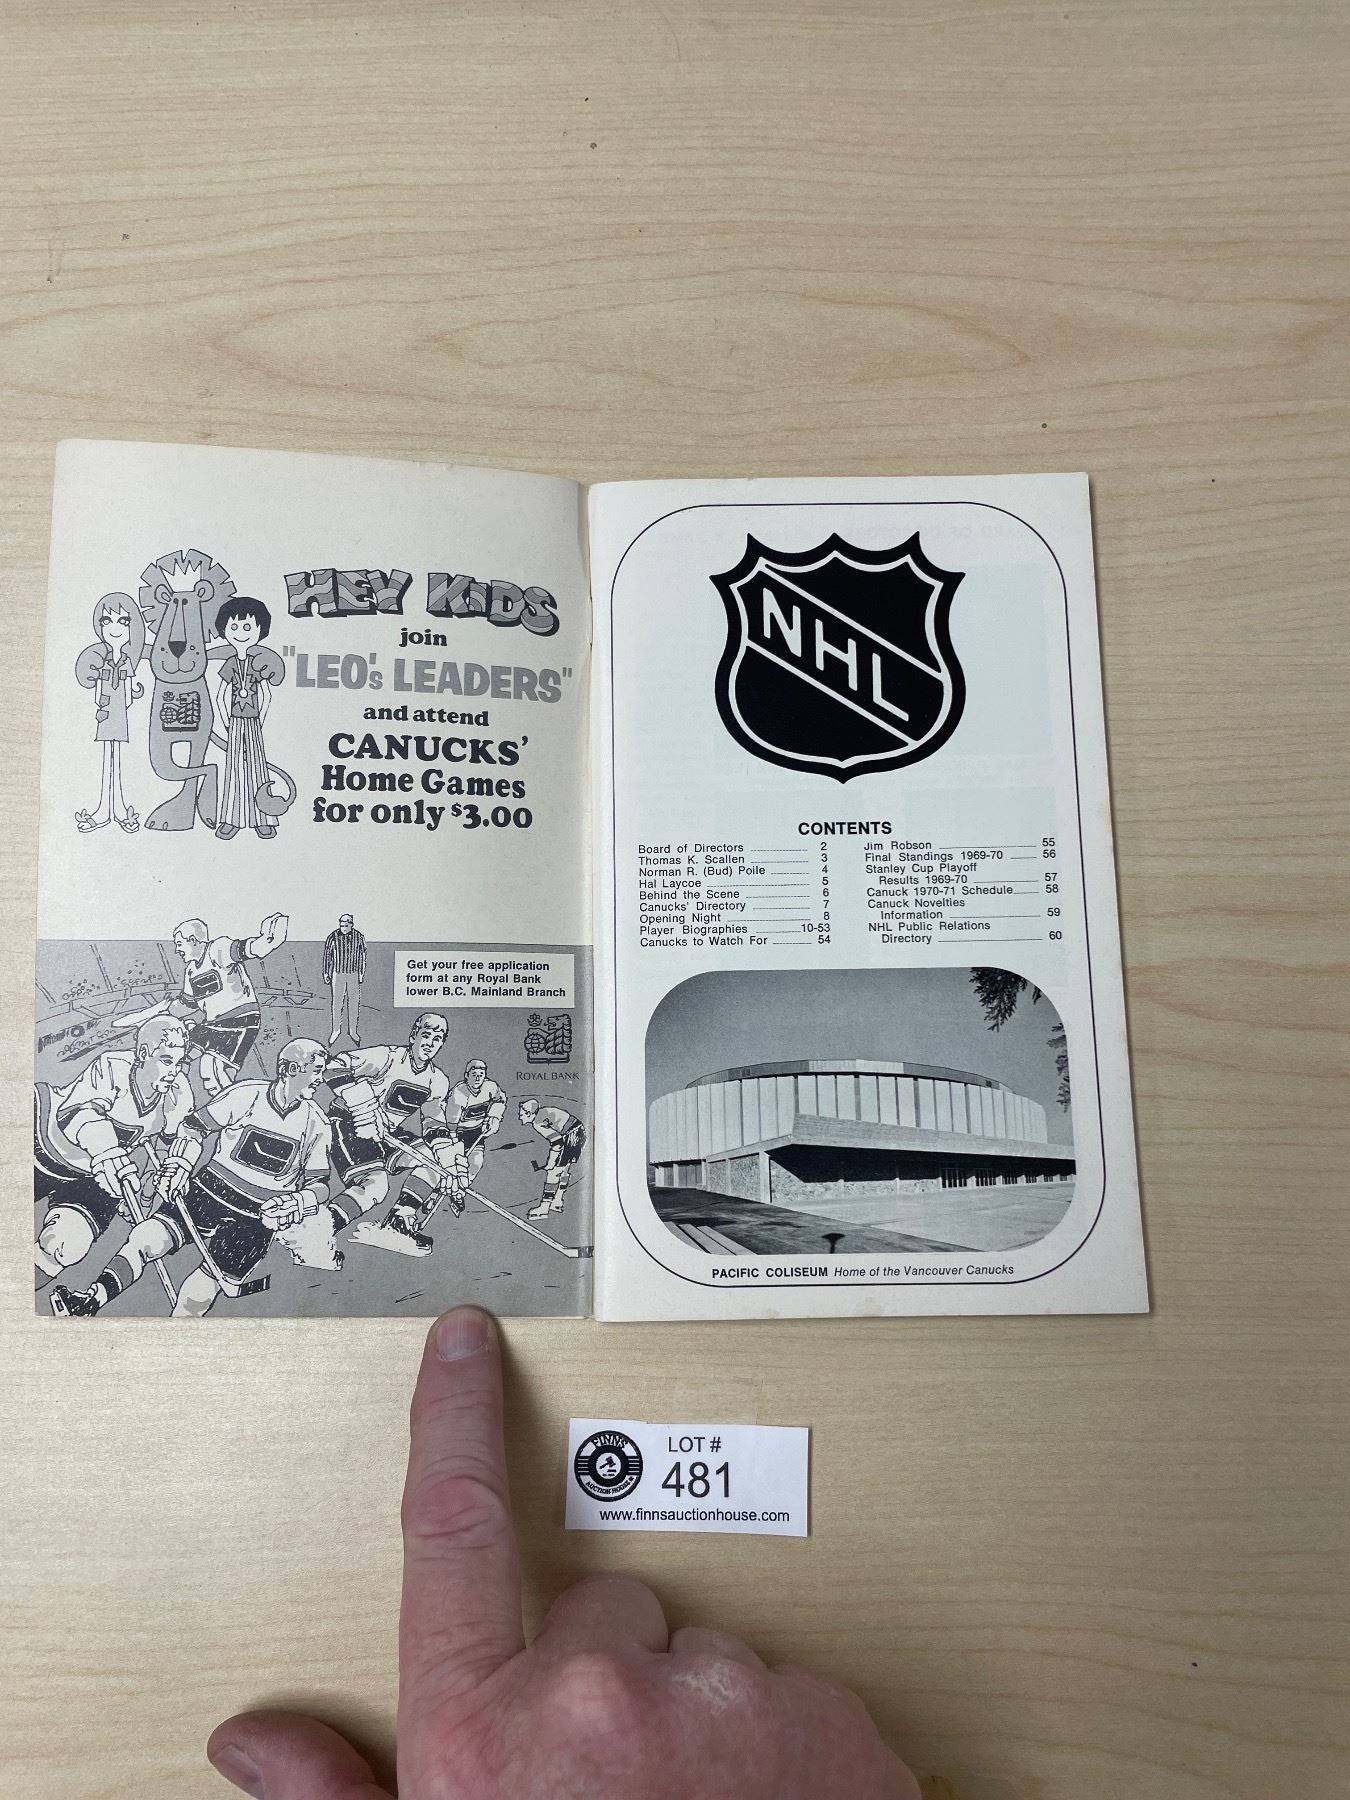 HEY KIDS
join
"LEO's LEADERS"
and attend
CANUCKS'
Home Games
for only $3.00
Get your free application
form at any Royal Bank
lower B.C. Mainland Branch
ROYAL BANK
NHL
CONTENTS
Board of Directors 2
Thomas K. Scallen 3
Norman R. (Bud) Poile 4
Hal Laycoe 5
Behind the Scene 6
Canucks' Directory 7
Opening Night 8
Player Biographies 10-53
Canucks to Watch For 54
Jim Robson 55
Final Standings 1969-70 56
Stanley Cup Playoff
Results 1969-70 57
Canuck 1970-71 Schedule 58
Canuck Novelties
Information 59
NHL Public Relations
Directory 60
PACIFIC COLISEUM Home of the Vancouver Canucks
FINNS
AUCTION HOUSE
LOT #
481
www.finnsauctionhouse.com